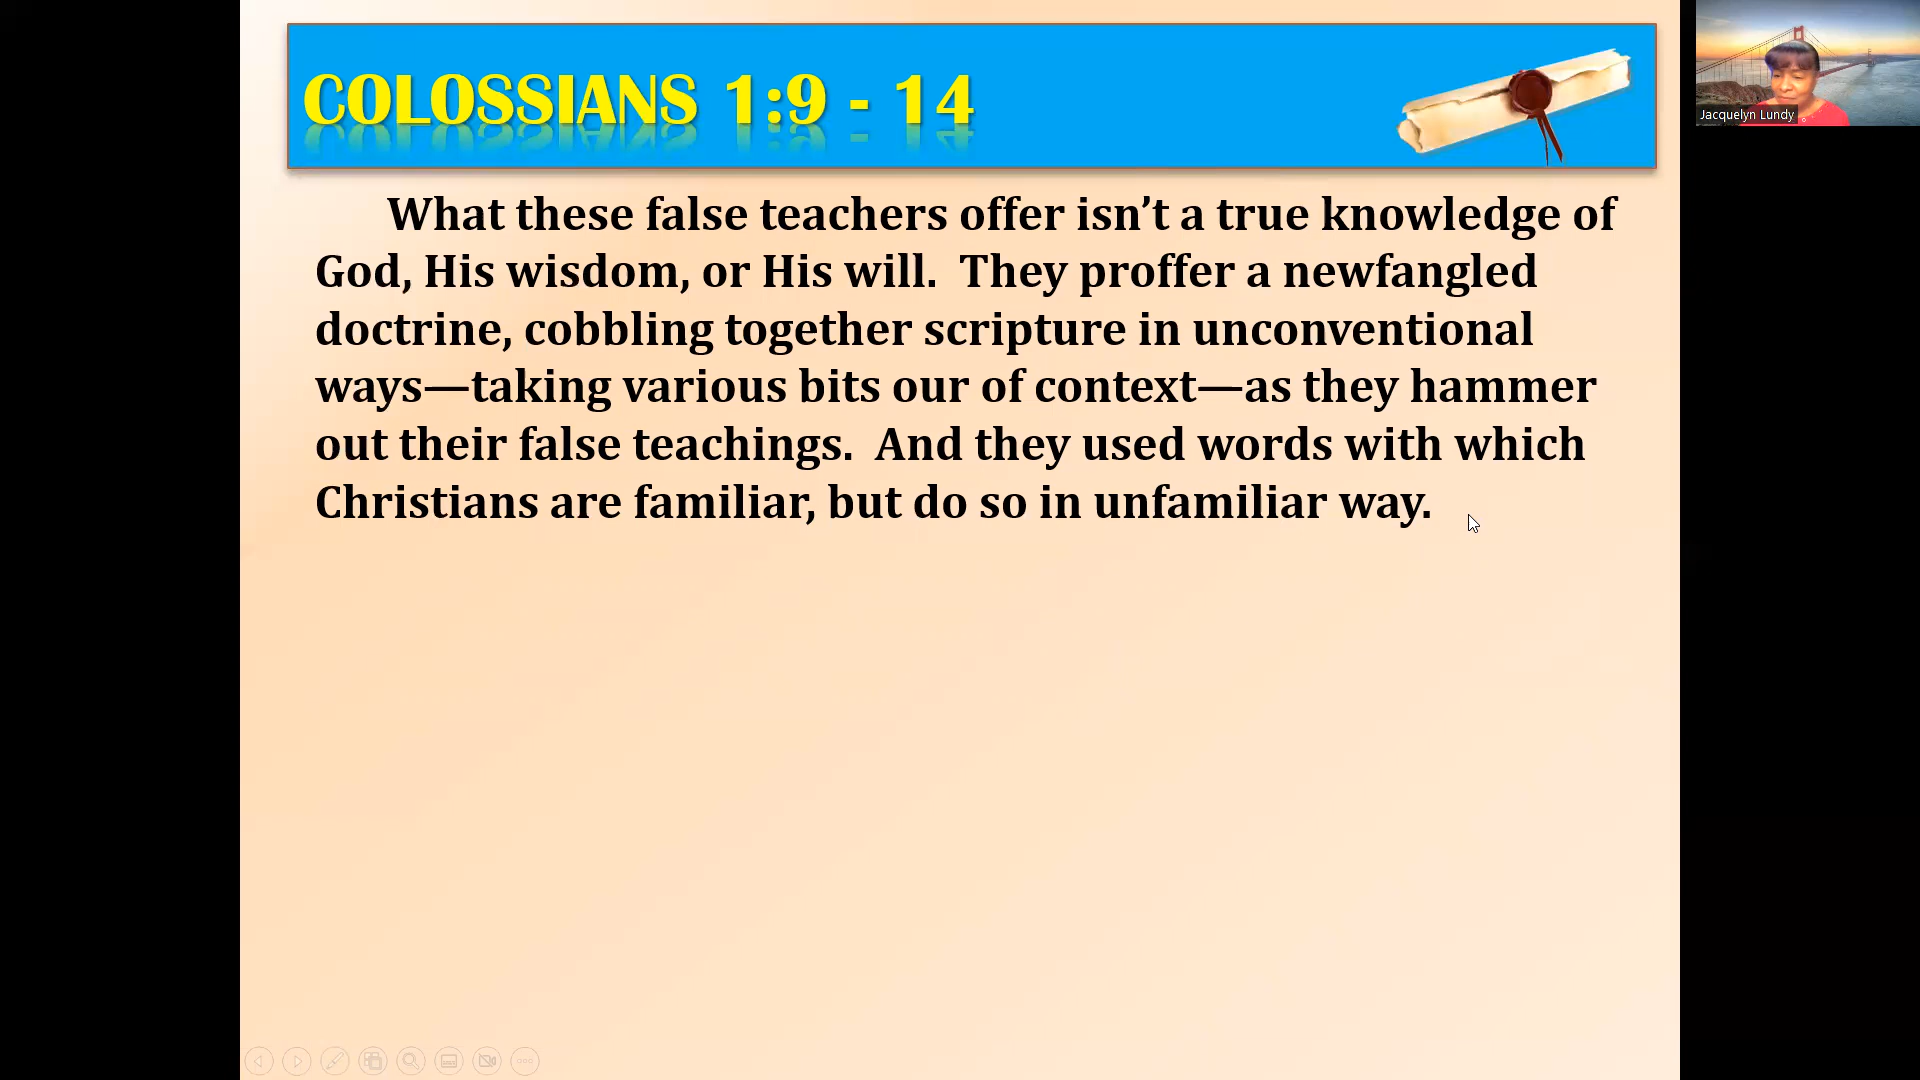 COLOSSIANS 1:9 - 14
What these false teachers offer isn’t a true knowledge of
God, His wisdom, or His will.  They proffer a newfangled
doctrine, cobbling together scripture in unconventional
ways—taking various bits our of context—as they hammer
out their false teachings.  And they used words with which
Christians are familiar, but do so in unfamiliar way.
Jacquelyn Lundy